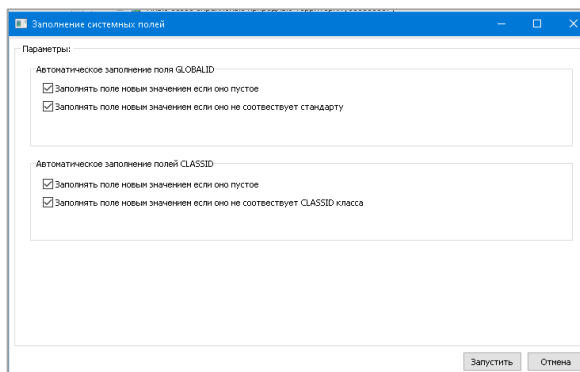 Заполнение системных полей
Параметры:
Автоматическое заполнение поля GLOBALID
Заполнять поле новым значением если оно пустое
Заполнять поле новым значением если оно не соотвествует стандарту
Автоматическое заполнение полей CLASSID
Заполнять поле новым значением если оно пустое
Заполнять поле новым значением если оно не соотвествует CLASSID класса
Запустить Отмена